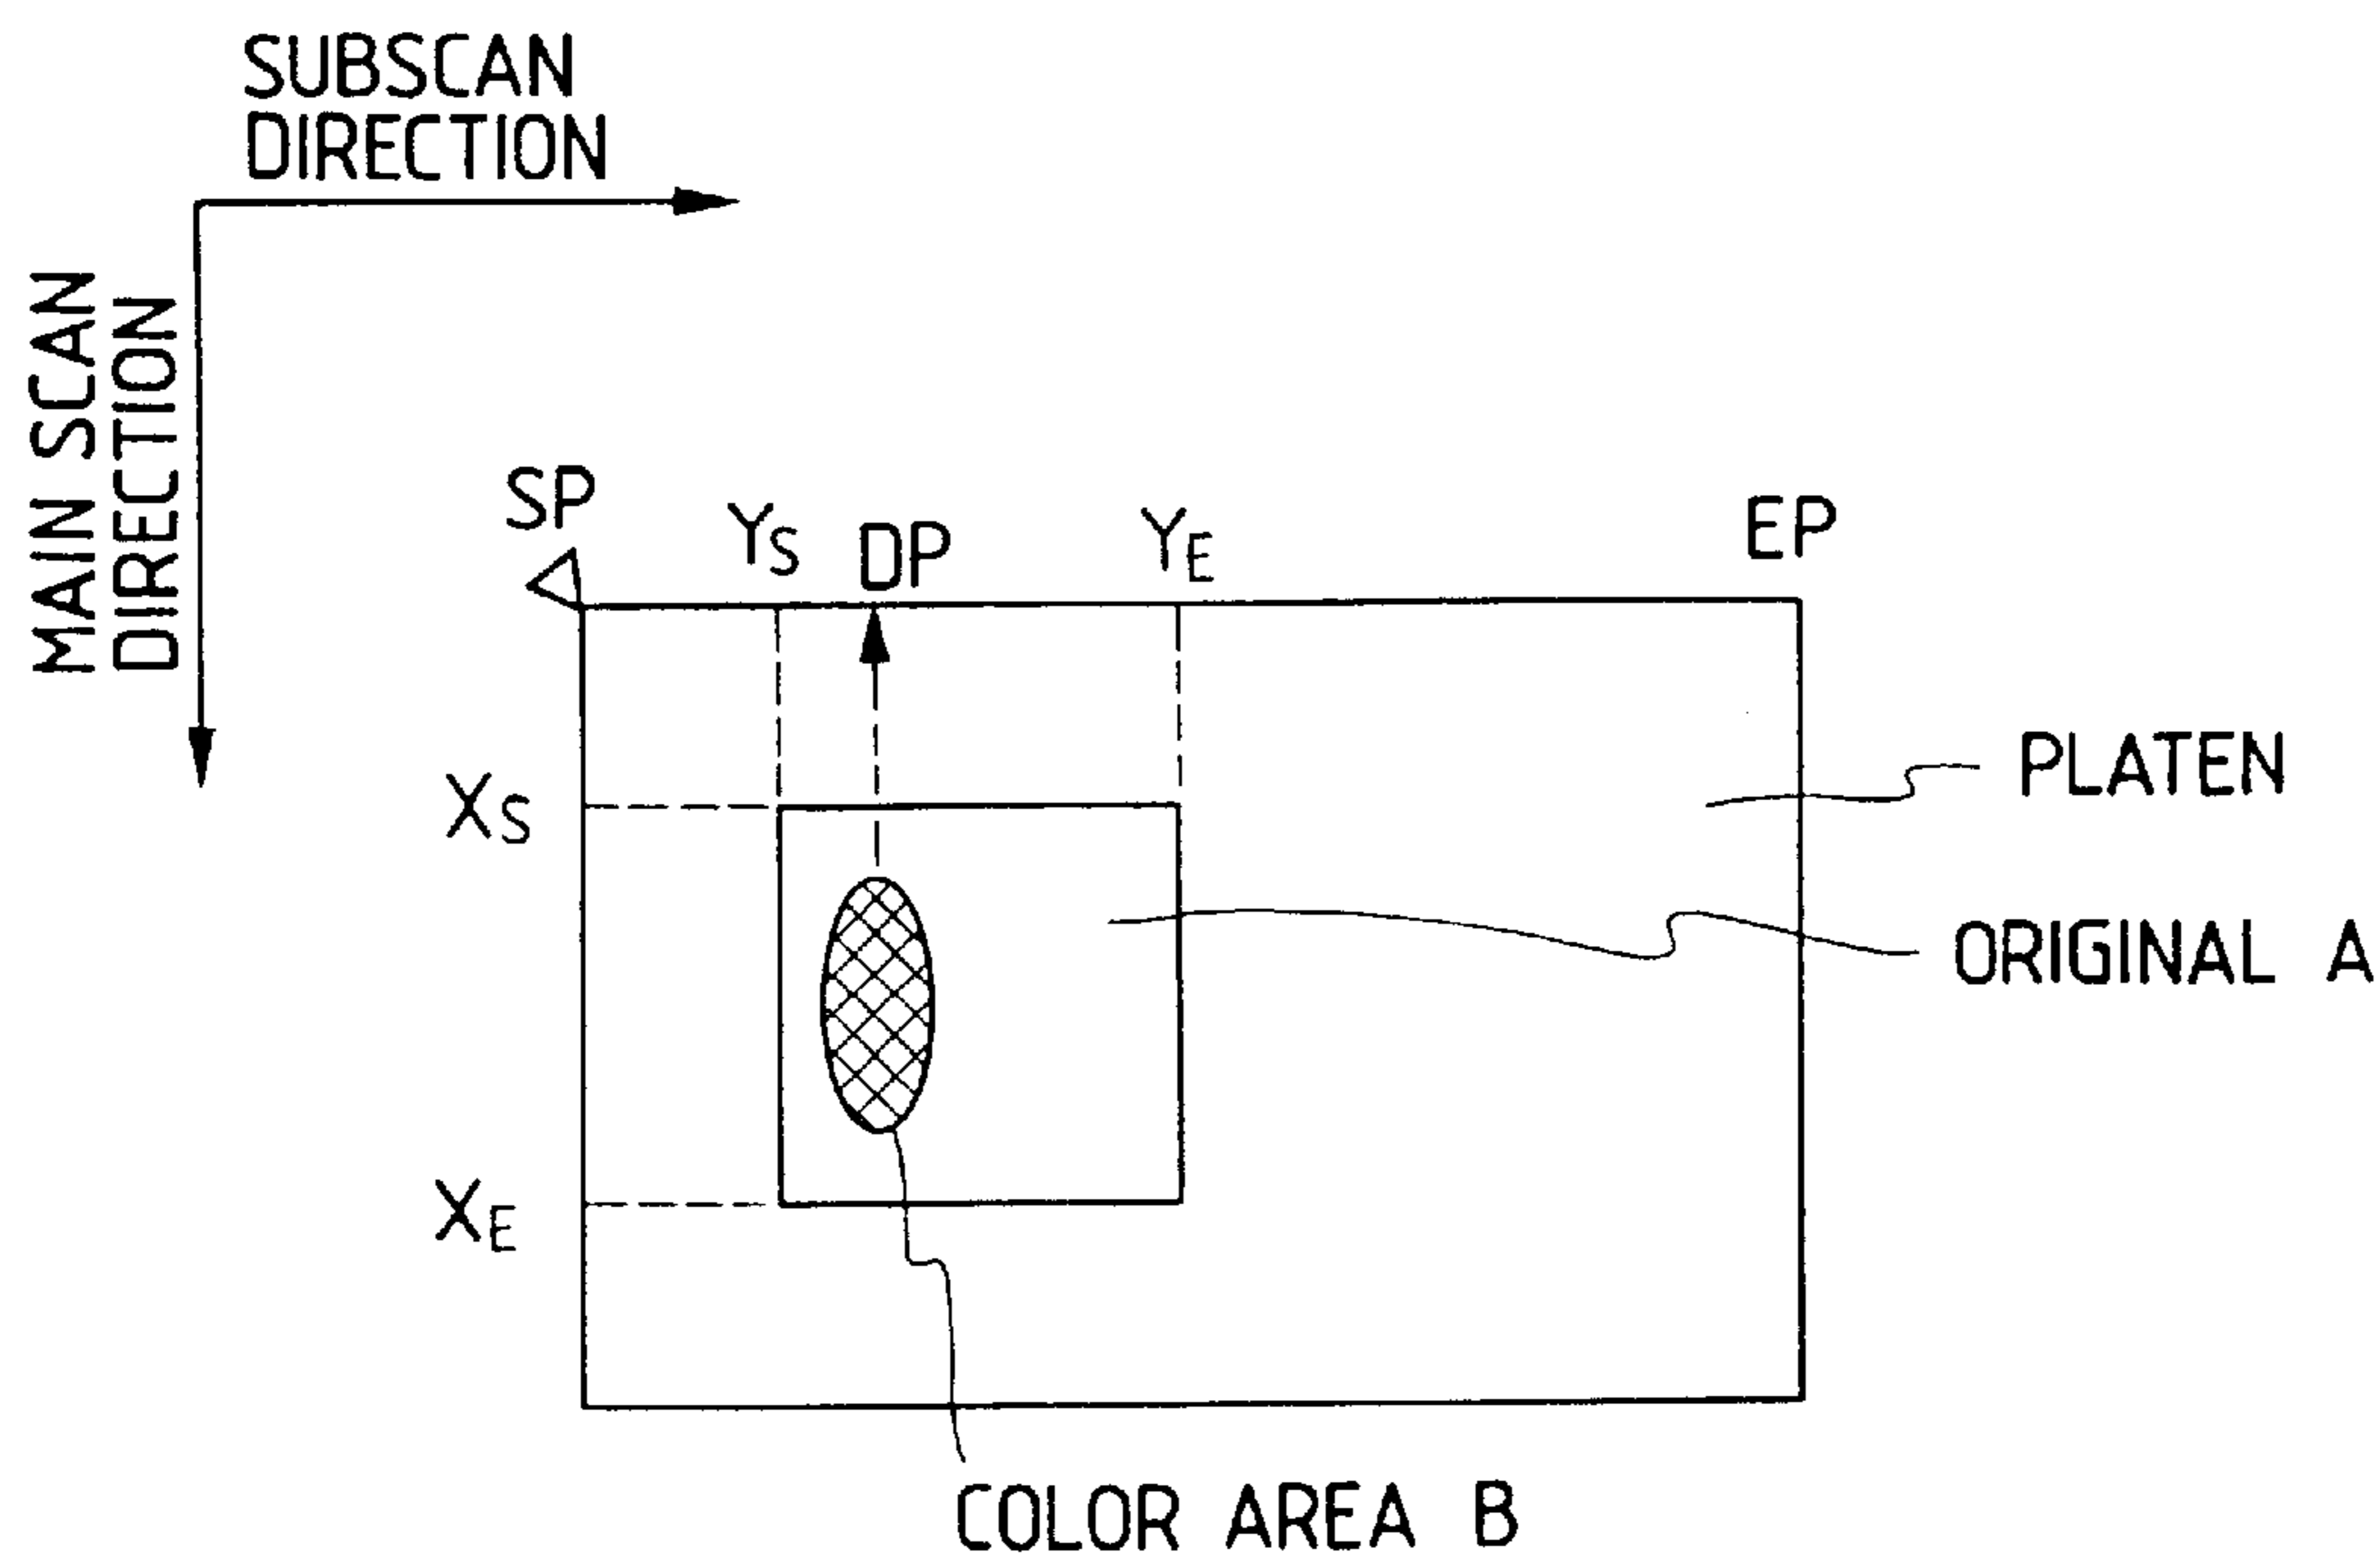 SUBSCAN
DIRECTION
MAIN SCAN
DIRECTION
SP
YS
DP
YE
EP
XS
PLATEN
ORIGINAL A
XE
COLOR AREA B